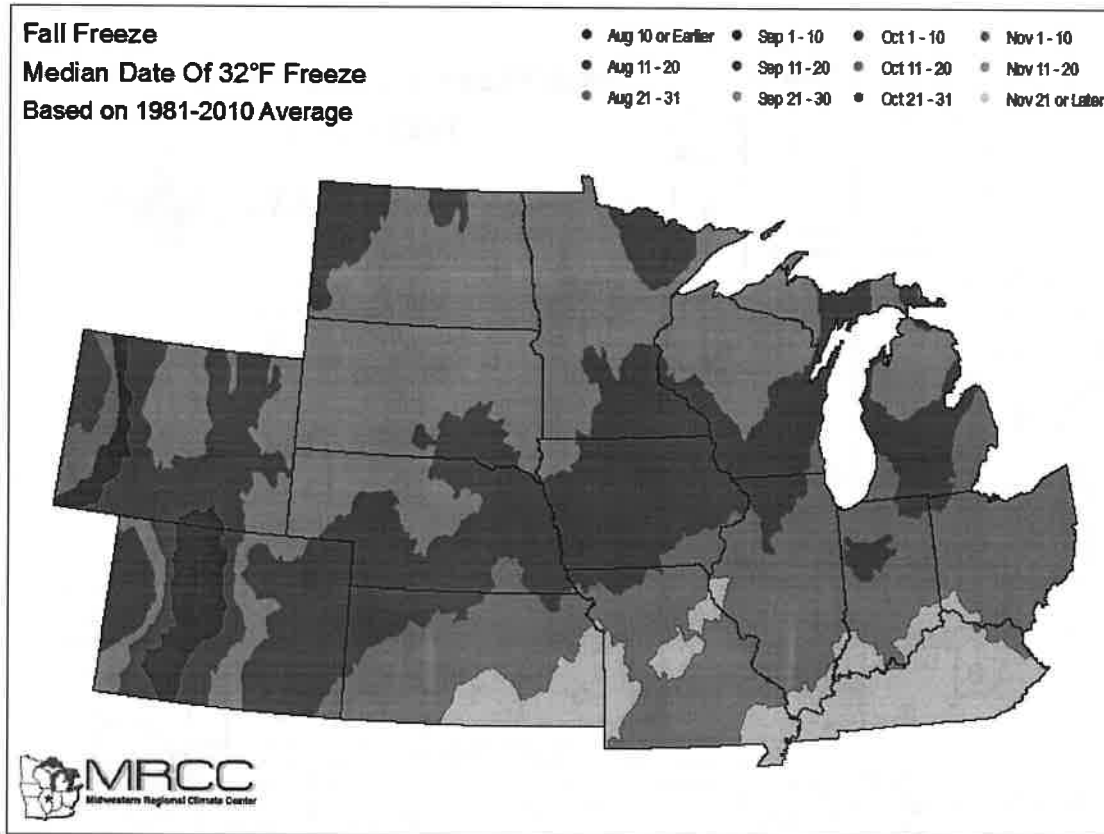 Fall Freeze
Median Date Of 32°F Freeze
Based on 1981-2010 Average
Aug 10 or Earlier Sep 1 - 10 Oct 1 - 10 Nov 1 - 10
Aug 11 - 20 Sep 11 - 20 Oct 11 - 20 Nov 11 - 20
Aug 21 - 31 Sep 21 - 30 Oct 21 - 31 Nov 21 or Later
MRCC
Midwestern Regional Climate Center